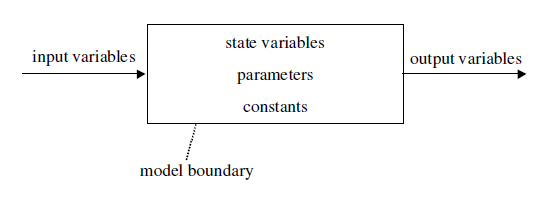 input variables
state variables
parameters
constants
output variables
model boundary